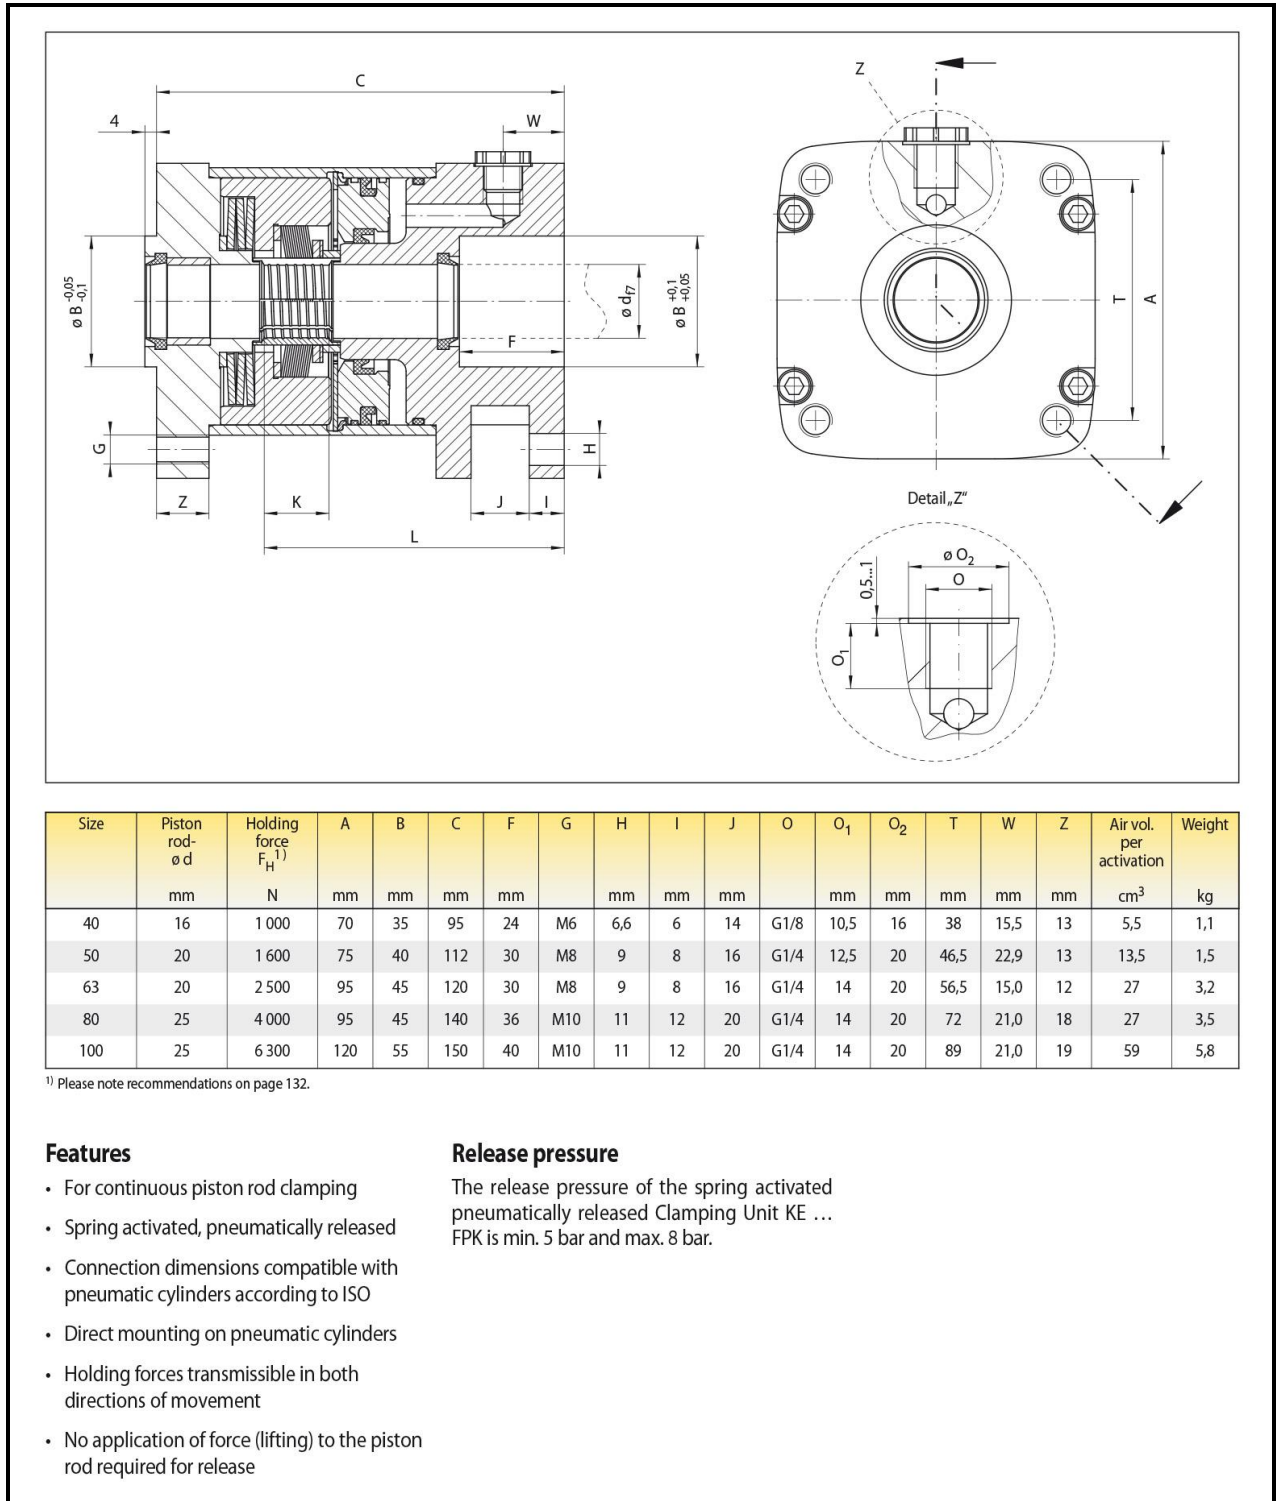 C
4
W
ø B -0,05 -0,1
ø d f7
ø B +0,1 +0,05
F
G
H
Z
K
J
I
L
Z
T
A
Detail „Z“
ø O2
O
0,5...1
O1
Size Piston Holding A B C F G H I J O O1 O2 T W Z Air vol. Weight
rod- force per
ø d FH1) activation
mm N mm mm mm mm mm mm mm mm mm mm mm mm cm3 kg
40 16 1 000 70 35 95 24 M6 6,6 6 14 G1/8 10,5 16 38 15,5 13 5,5 1,1
50 20 1 600 75 40 112 30 M8 9 8 16 G1/4 12,5 20 46,5 22,9 13 13,5 1,5
63 20 2 500 95 45 120 30 M8 9 8 16 G1/4 14 20 56,5 15,0 12 27 3,2
80 25 4 000 95 45 140 36 M10 11 12 20 G1/4 14 20 72 21,0 18 27 3,5
100 25 6 300 120 55 150 40 M10 11 12 20 G1/4 14 20 89 21,0 19 59 5,8
1) Please note recommendations on page 132.
Features
• For continuous piston rod clamping
• Spring activated, pneumatically released
• Connection dimensions compatible with
pneumatic cylinders according to ISO
• Direct mounting on pneumatic cylinders
• Holding forces transmissible in both
directions of movement
• No application of force (lifting) to the piston
rod required for release
Release pressure
The release pressure of the spring activated
pneumatically released Clamping Unit KE …
FPK is min. 5 bar and max. 8 bar.